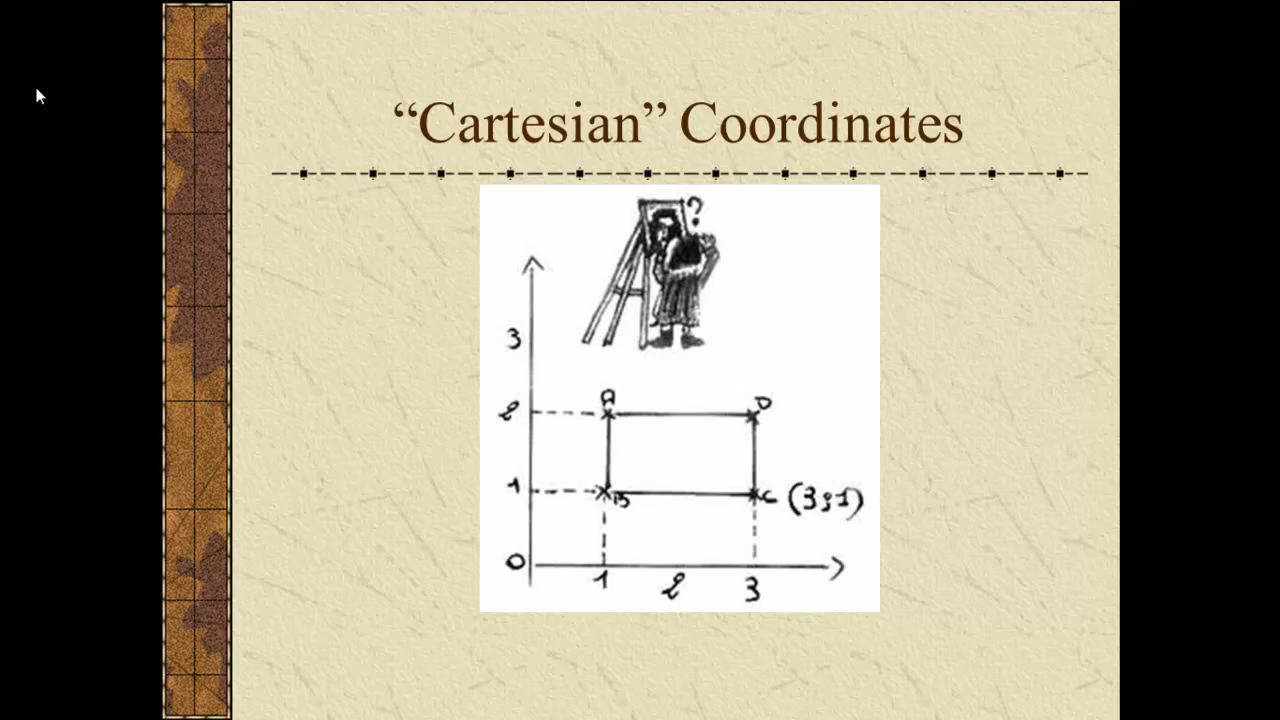 “Cartesian” Coordinates
?
3
2
A
D
1
B
C (3;1)
0
1
2
3